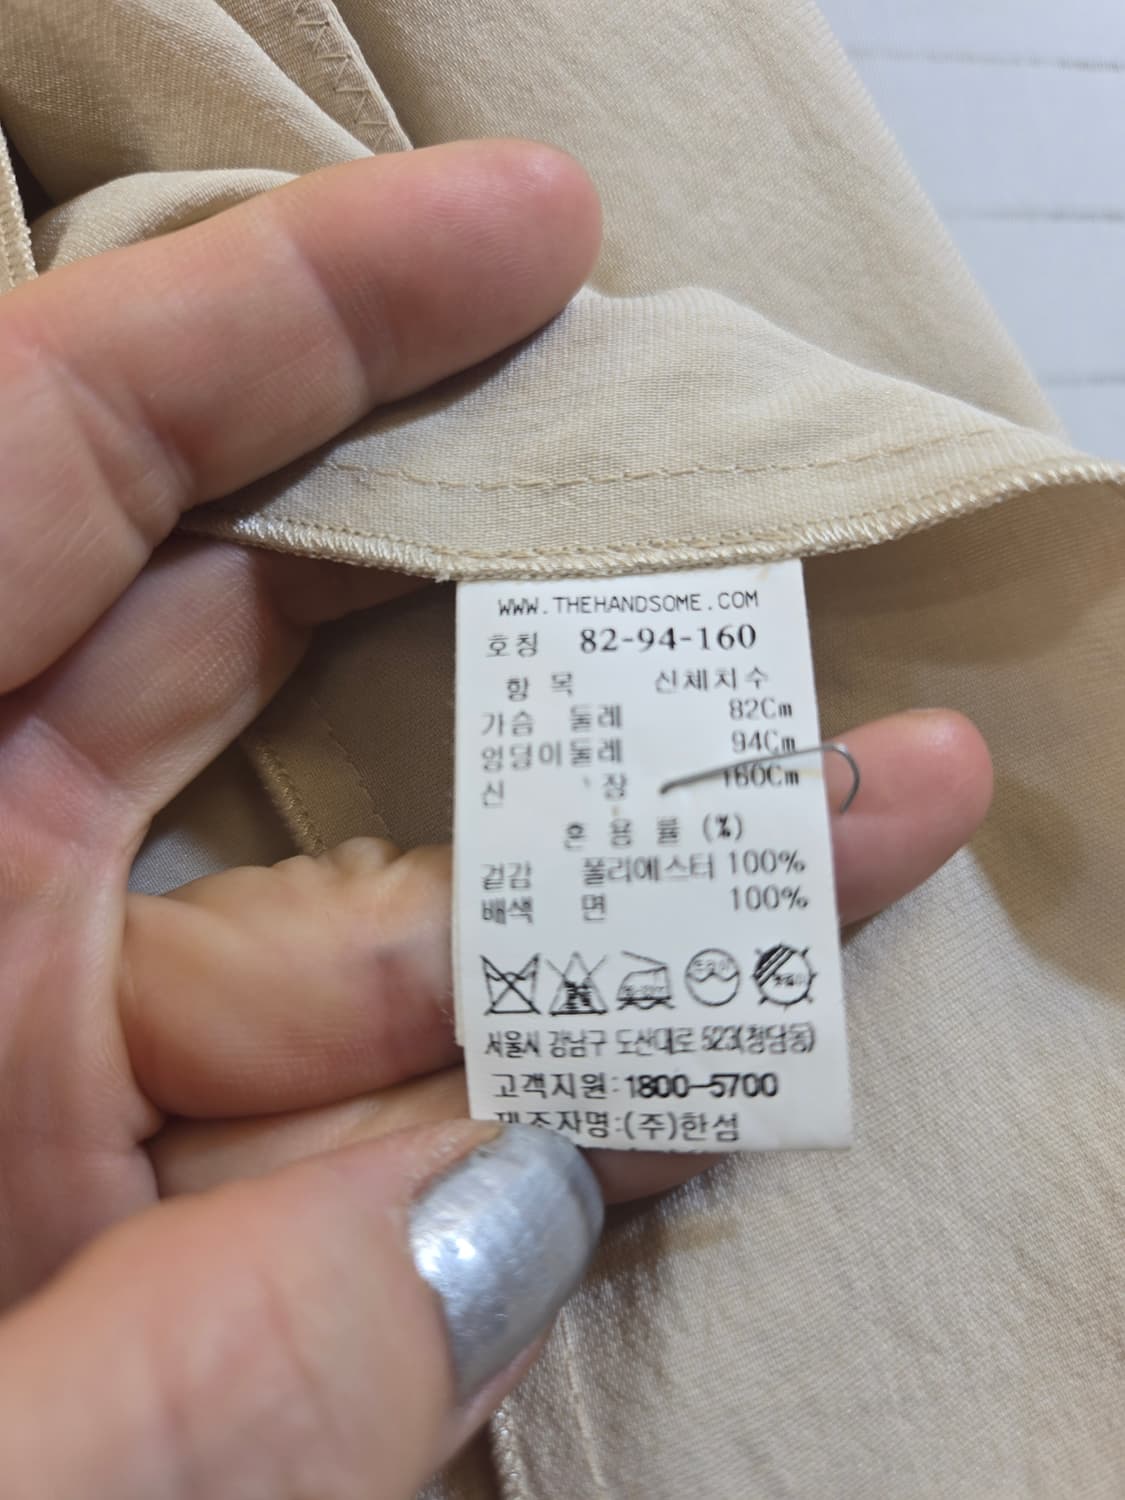 WWW.THEHANDSOME.COM
호칭 82-94-160
항 목 신체치수
가슴 둘레 82Cm
엉덩이둘레 94Cm
신 장 160Cm
혼 용 률 (%)
겉감 폴리에스터 100%
배색 면 100%
서울시 강남구 도산대로 523(청담동)
고객지원:1800-5700
제조자명:(주)한섬